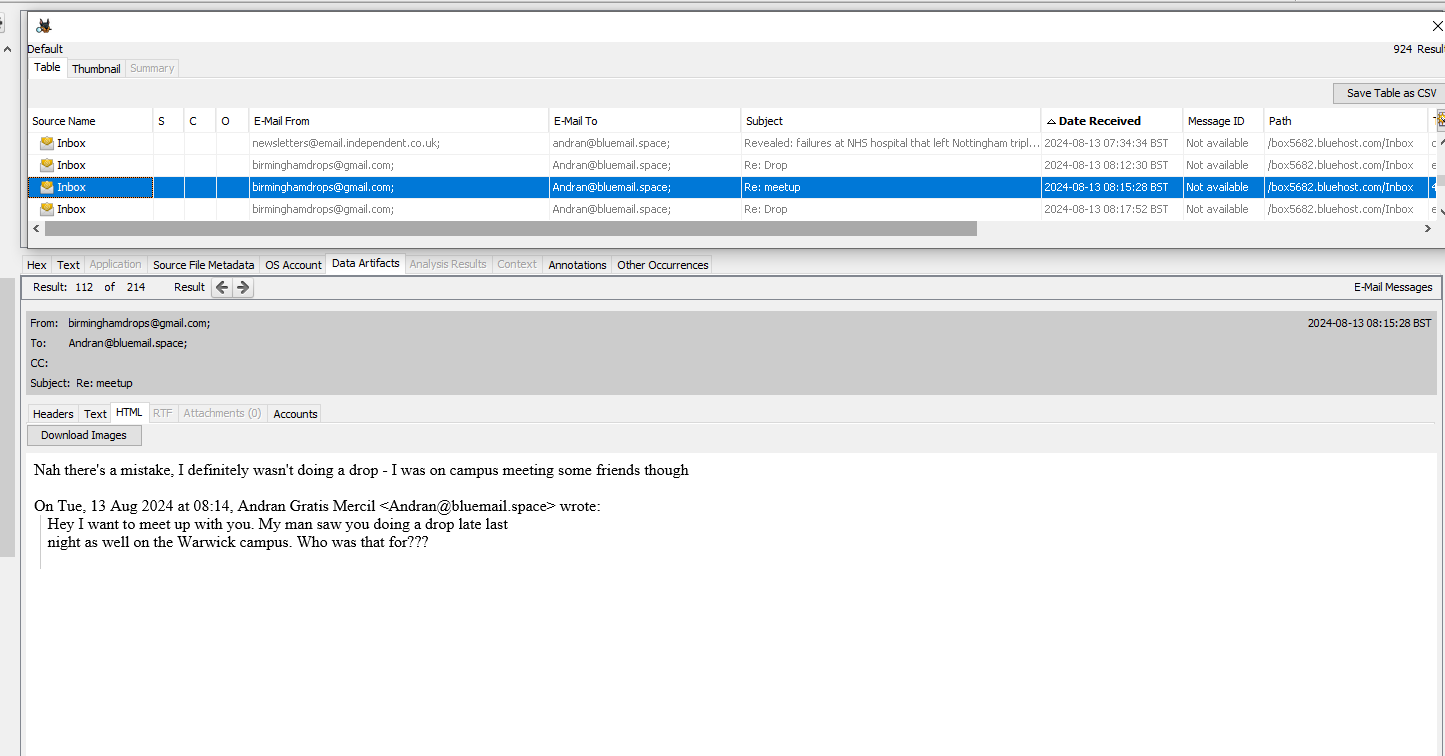 Default
924 Result
Table Thumbnail Summary
Save Table as CSV
Source Name S C O E-Mail From E-Mail To Subject Date Received Message ID Path
Inbox newsletters@email.independent.co.uk; andran@bluemail.space; Revealed: failures at NHS hospital that left Nottingham tripl... 2024-08-13 07:34:34 BST Not available /box5682.bluehost.com/Inbox
Inbox birminghamdrops@gmail.com; Andran@bluemail.space; Re: Drop 2024-08-13 08:12:30 BST Not available /box5682.bluehost.com/Inbox
Inbox birminghamdrops@gmail.com; Andran@bluemail.space; Re: meetup 2024-08-13 08:15:28 BST Not available /box5682.bluehost.com/Inbox
Inbox birminghamdrops@gmail.com; Andran@bluemail.space; Re: Drop 2024-08-13 08:17:52 BST Not available /box5682.bluehost.com/Inbox
Hex Text Application Source File Metadata OS Account Data Artifacts Analysis Results Context Annotations Other Occurrences
Result: 112 of 214 Result E-Mail Messages
From: birminghamdrops@gmail.com; 2024-08-13 08:15:28 BST
To: Andran@bluemail.space;
CC:
Subject: Re: meetup
Headers Text HTML RTF Attachments (0) Accounts
Download Images
Nah there's a mistake, I definitely wasn't doing a drop - I was on campus meeting some friends though
On Tue, 13 Aug 2024 at 08:14, Andran Gratis Mercil <Andran@bluemail.space> wrote:
Hey I want to meet up with you. My man saw you doing a drop late last
night as well on the Warwick campus. Who was that for???